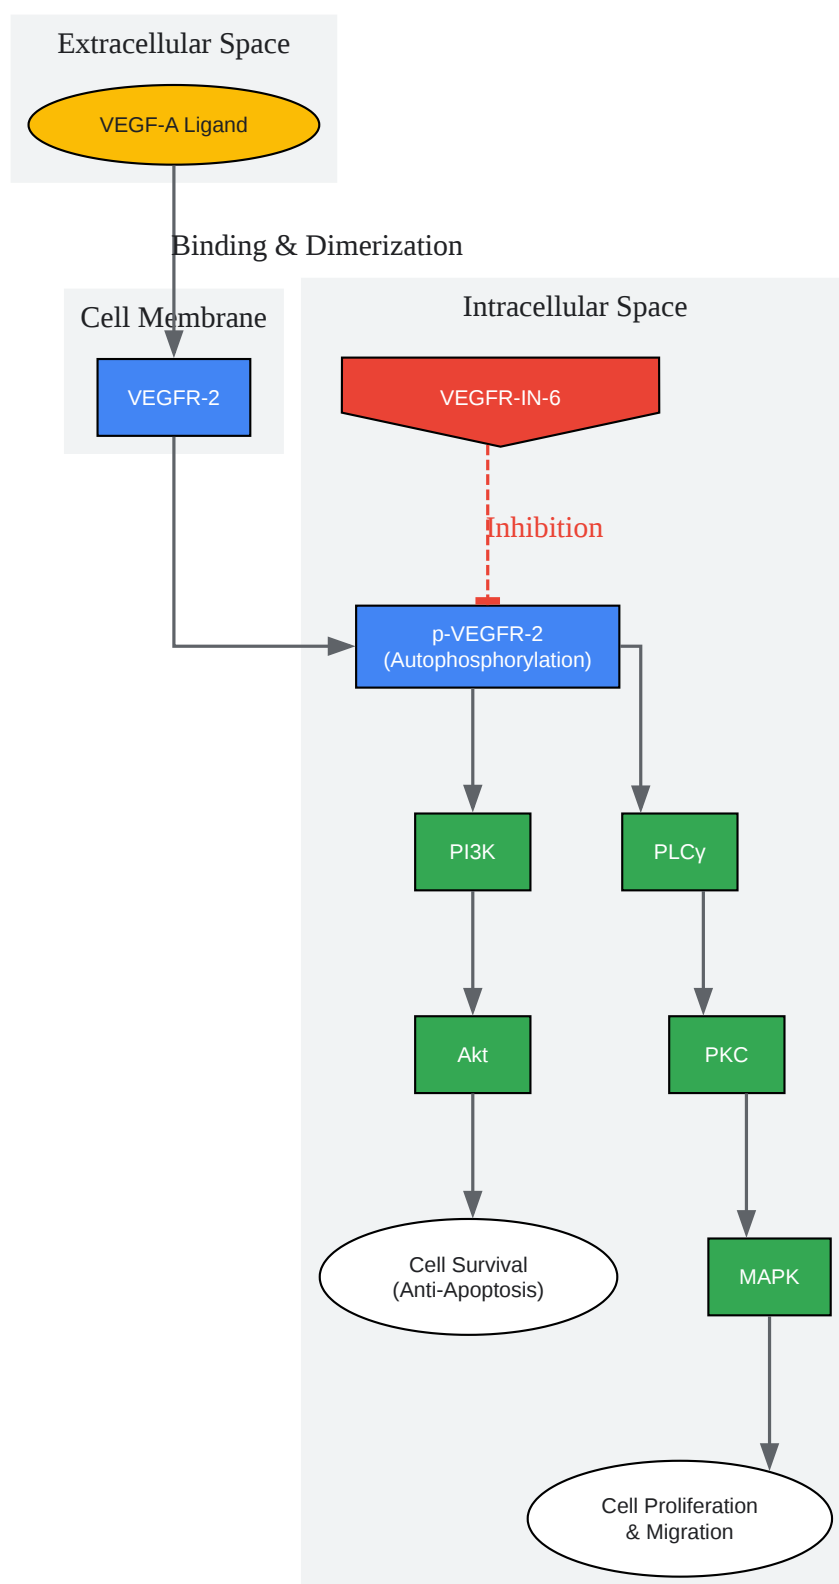 Extracellular Space
VEGF-A Ligand
Binding & Dimerization
Cell Membrane
VEGFR-2
Intracellular Space
VEGFR-IN-6
Inhibition
p-VEGFR-2
(Autophosphorylation)
PI3K
PLCγ
Akt
PKC
Cell Survival
(Anti-Apoptosis)
MAPK
Cell Proliferation
& Migration